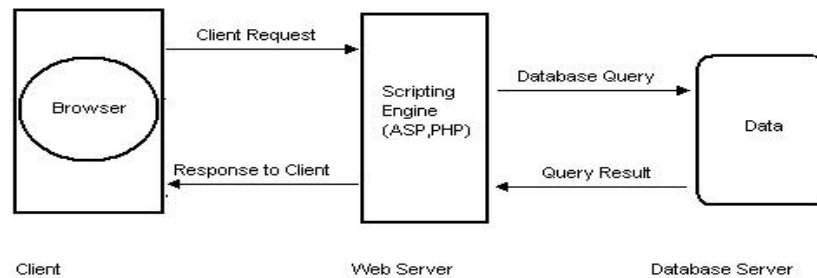 Client Request
Browser
Scripting
Engine
(ASP,PHP)
Database Query
Data
Response to Client
Query Result
Client
Web Server
Database Server